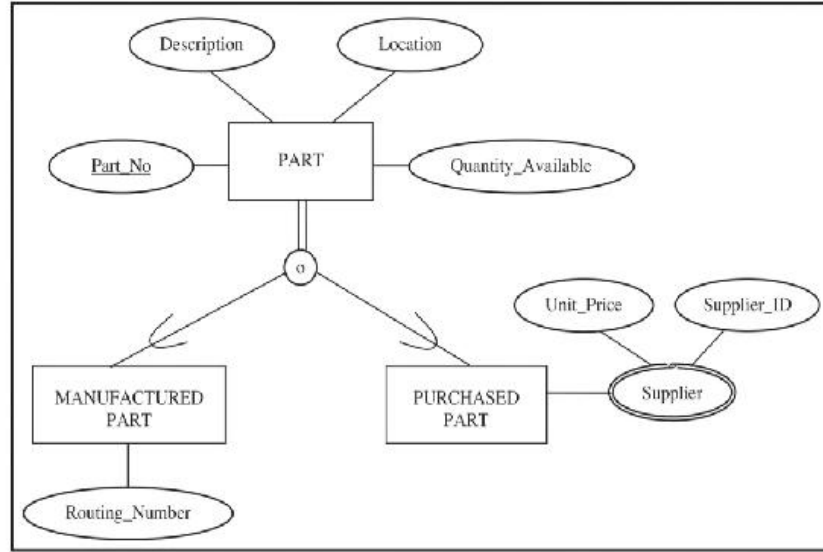 Description
Location
Part_No
PART
Quantity_Available
o
Unit_Price
Supplier_ID
MANUFACTURED
PART
PURCHASED
PART
Supplier
Routing_Number